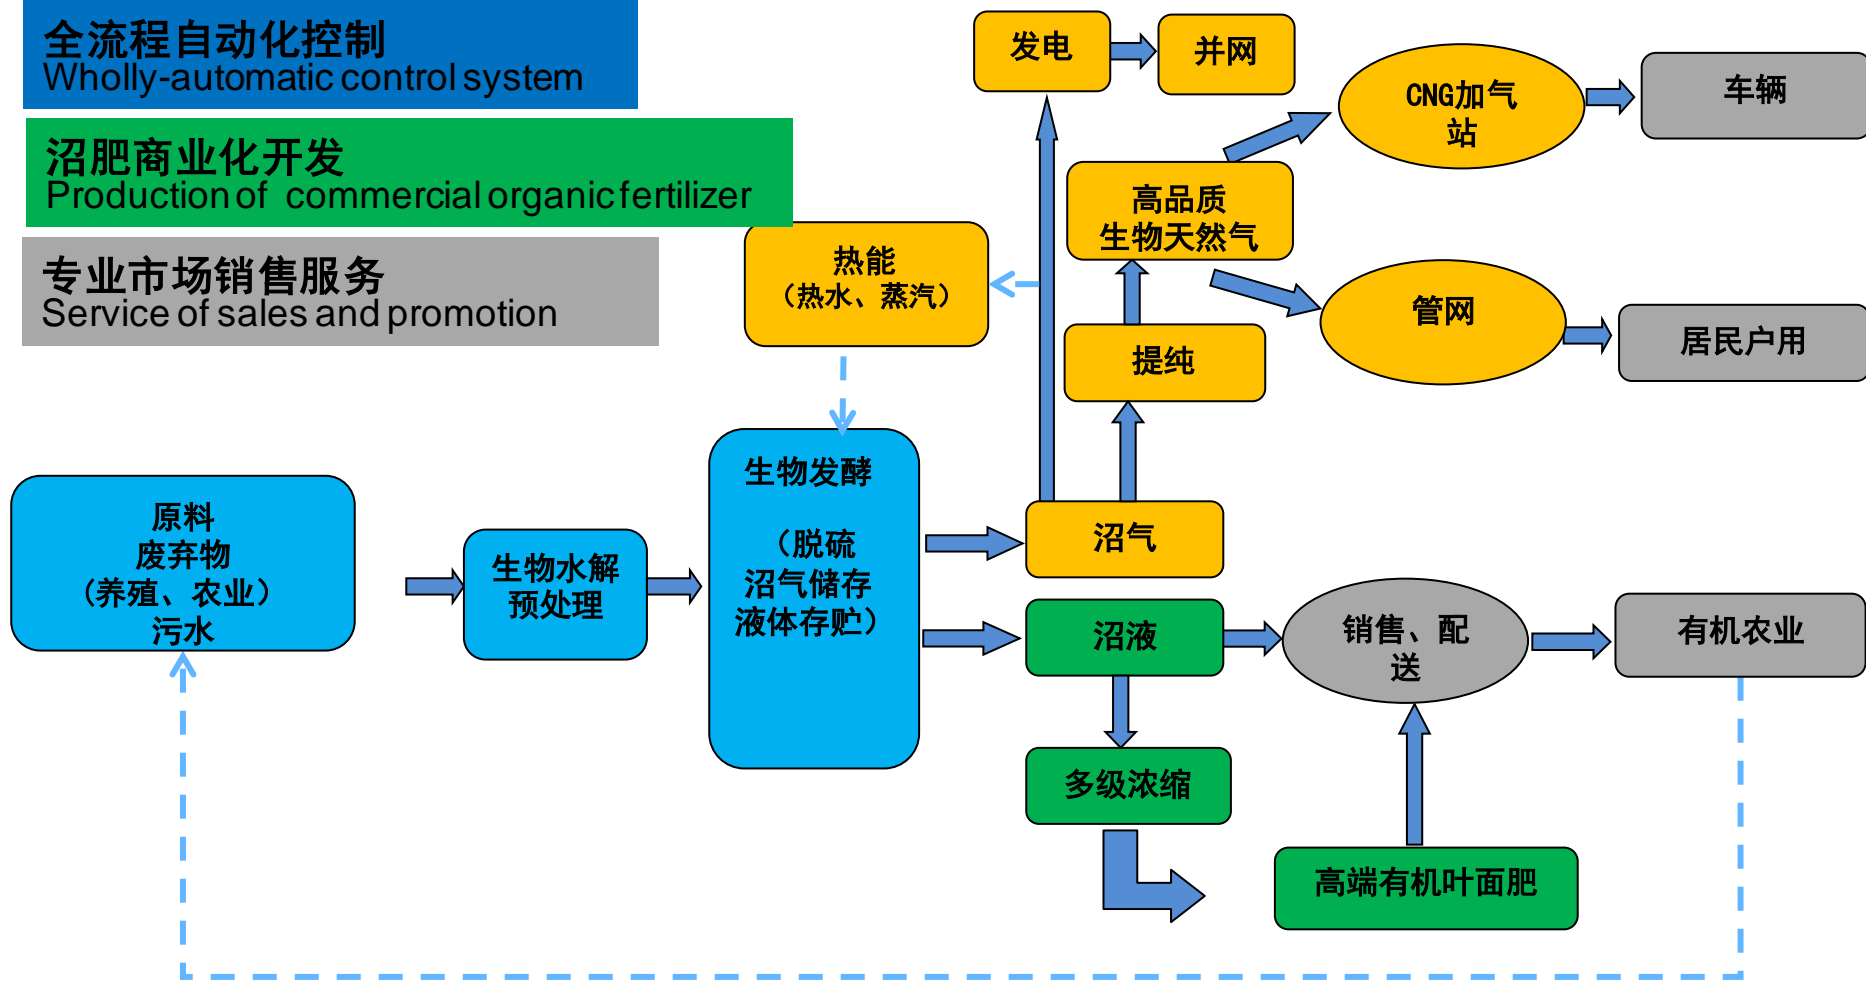 全流程自动化控制
Wholly-automatic control system
沼肥商业化开发
Production of commercial organic fertilizer
专业市场销售服务
Service of sales and promotion
发电
并网
CNG加气
站
车辆
高品质
生物天然气
热能
（热水、蒸汽）
管网
居民户用
提纯
原料
废弃物
（养殖、农业）
污水
生物水解
预处理
生物发酵
（脱硫
沼气储存
液体存贮）
沼气
沼液
销售、配
送
有机农业
多级浓缩
高端有机叶面肥